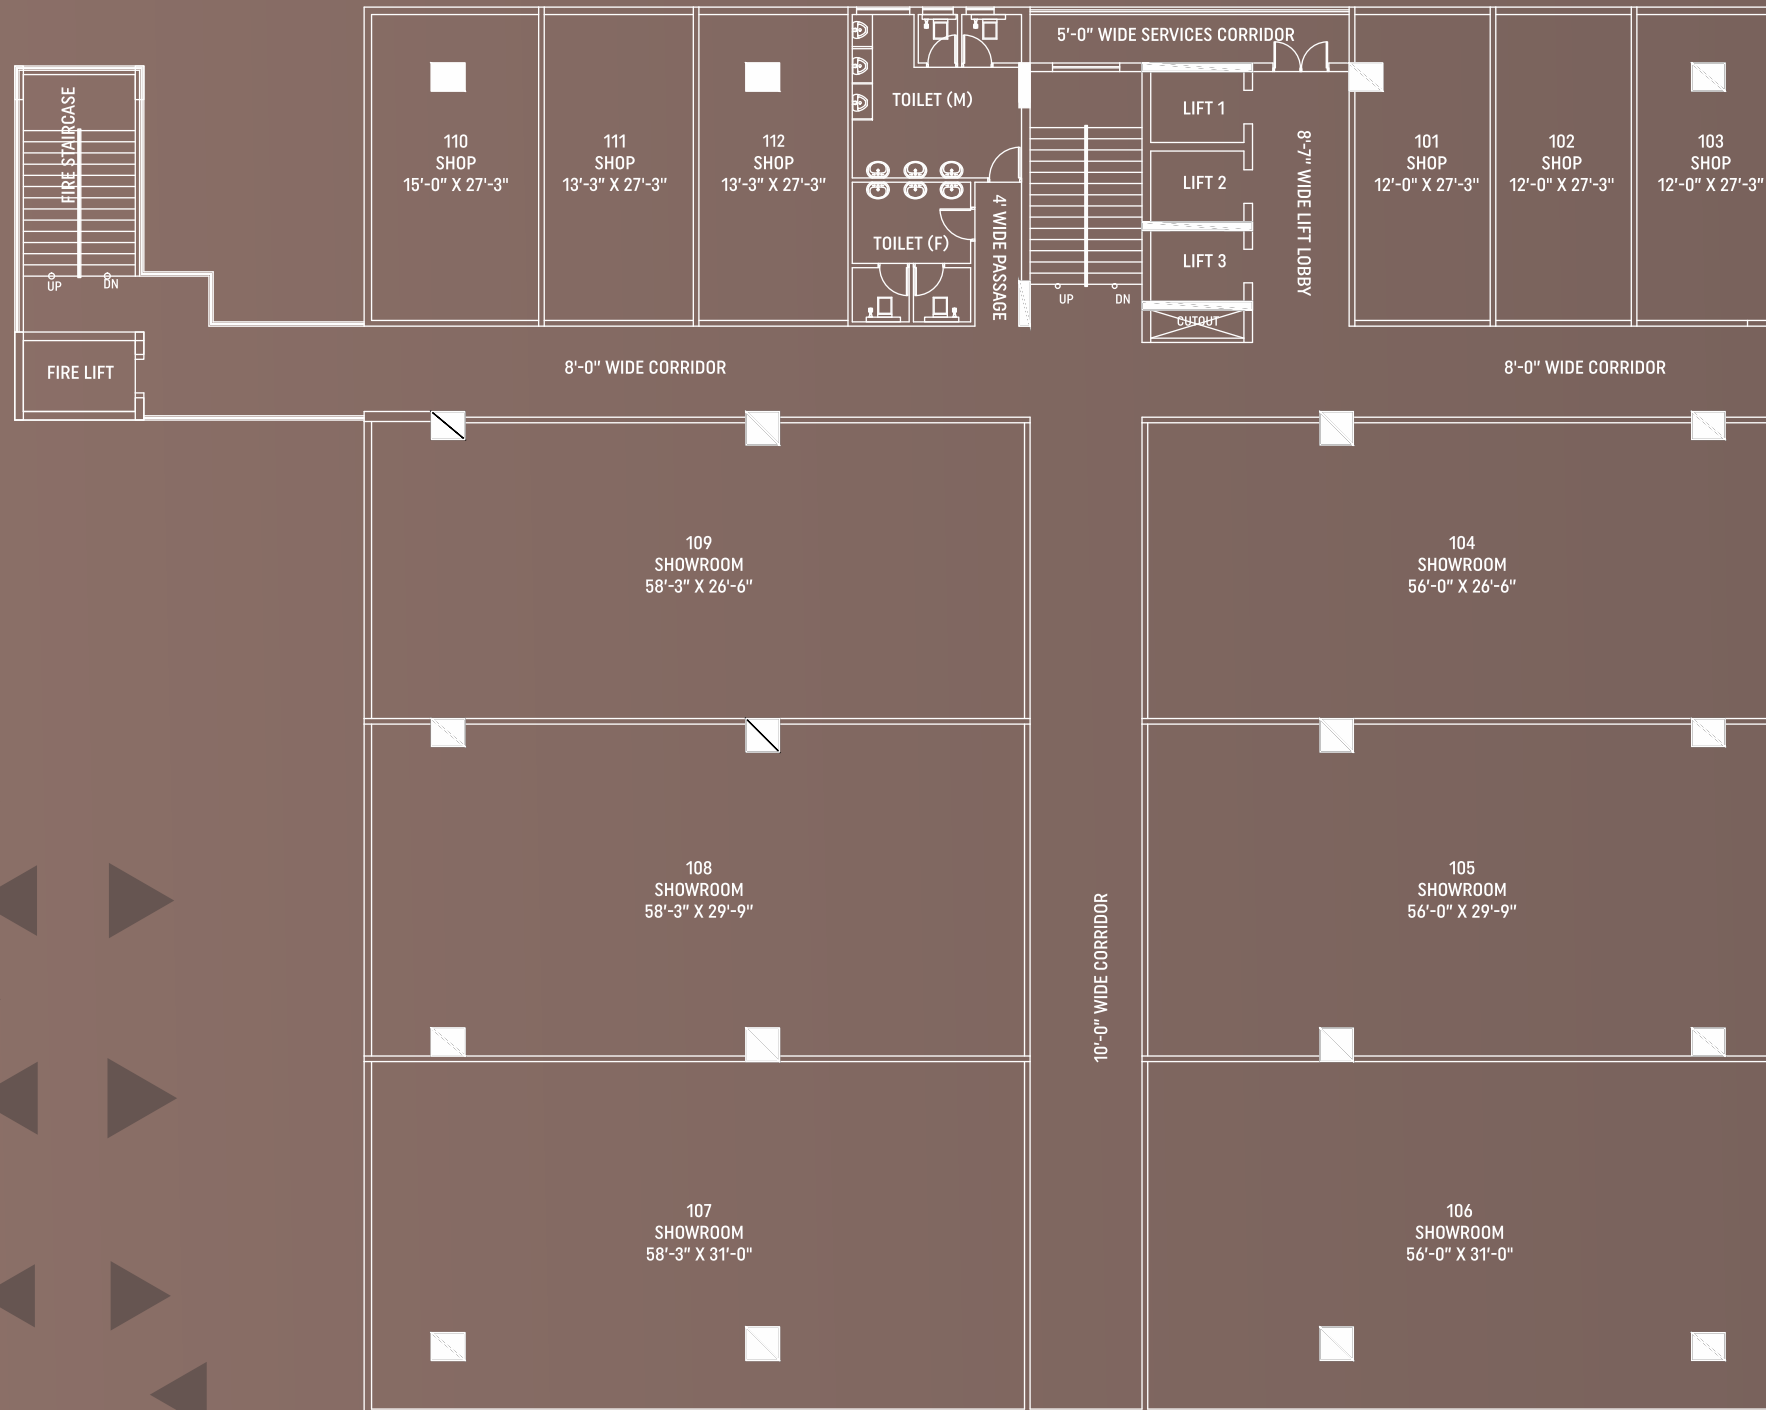 5'-0" WIDE SERVICES CORRIDOR
FIRE STAIRCASE
UP
DN
110
SHOP
15'-0" X 27'-3"
111
SHOP
13'-3" X 27'-3"
112
SHOP
13'-3" X 27'-3"
TOILET (M)
TOILET (F)
4' WIDE PASSAGE
UP
DN
LIFT 1
LIFT 2
LIFT 3
CUTOUT
8'-7" WIDE LIFT LOBBY
101
SHOP
12'-0" X 27'-3"
102
SHOP
12'-0" X 27'-3"
103
SHOP
12'-0" X 27'-3"
FIRE LIFT
8'-0" WIDE CORRIDOR
8'-0" WIDE CORRIDOR
109
SHOWROOM
58'-3" X 26'-6"
104
SHOWROOM
56'-0" X 26'-6"
108
SHOWROOM
58'-3" X 29'-9"
105
SHOWROOM
56'-0" X 29'-9"
10'-0" WIDE CORRIDOR
107
SHOWROOM
58'-3" X 31'-0"
106
SHOWROOM
56'-0" X 31'-0"